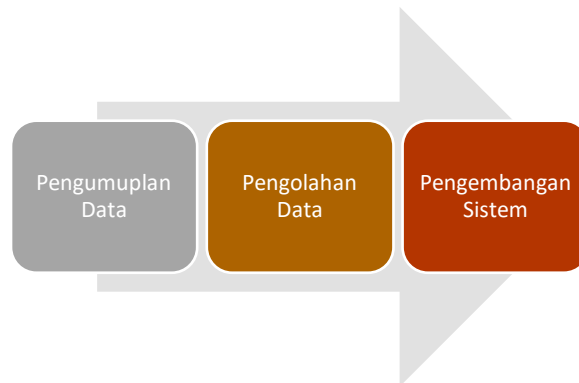 Pengumuplan
Data
Pengolahan
Data
Pengembangan
Sistem